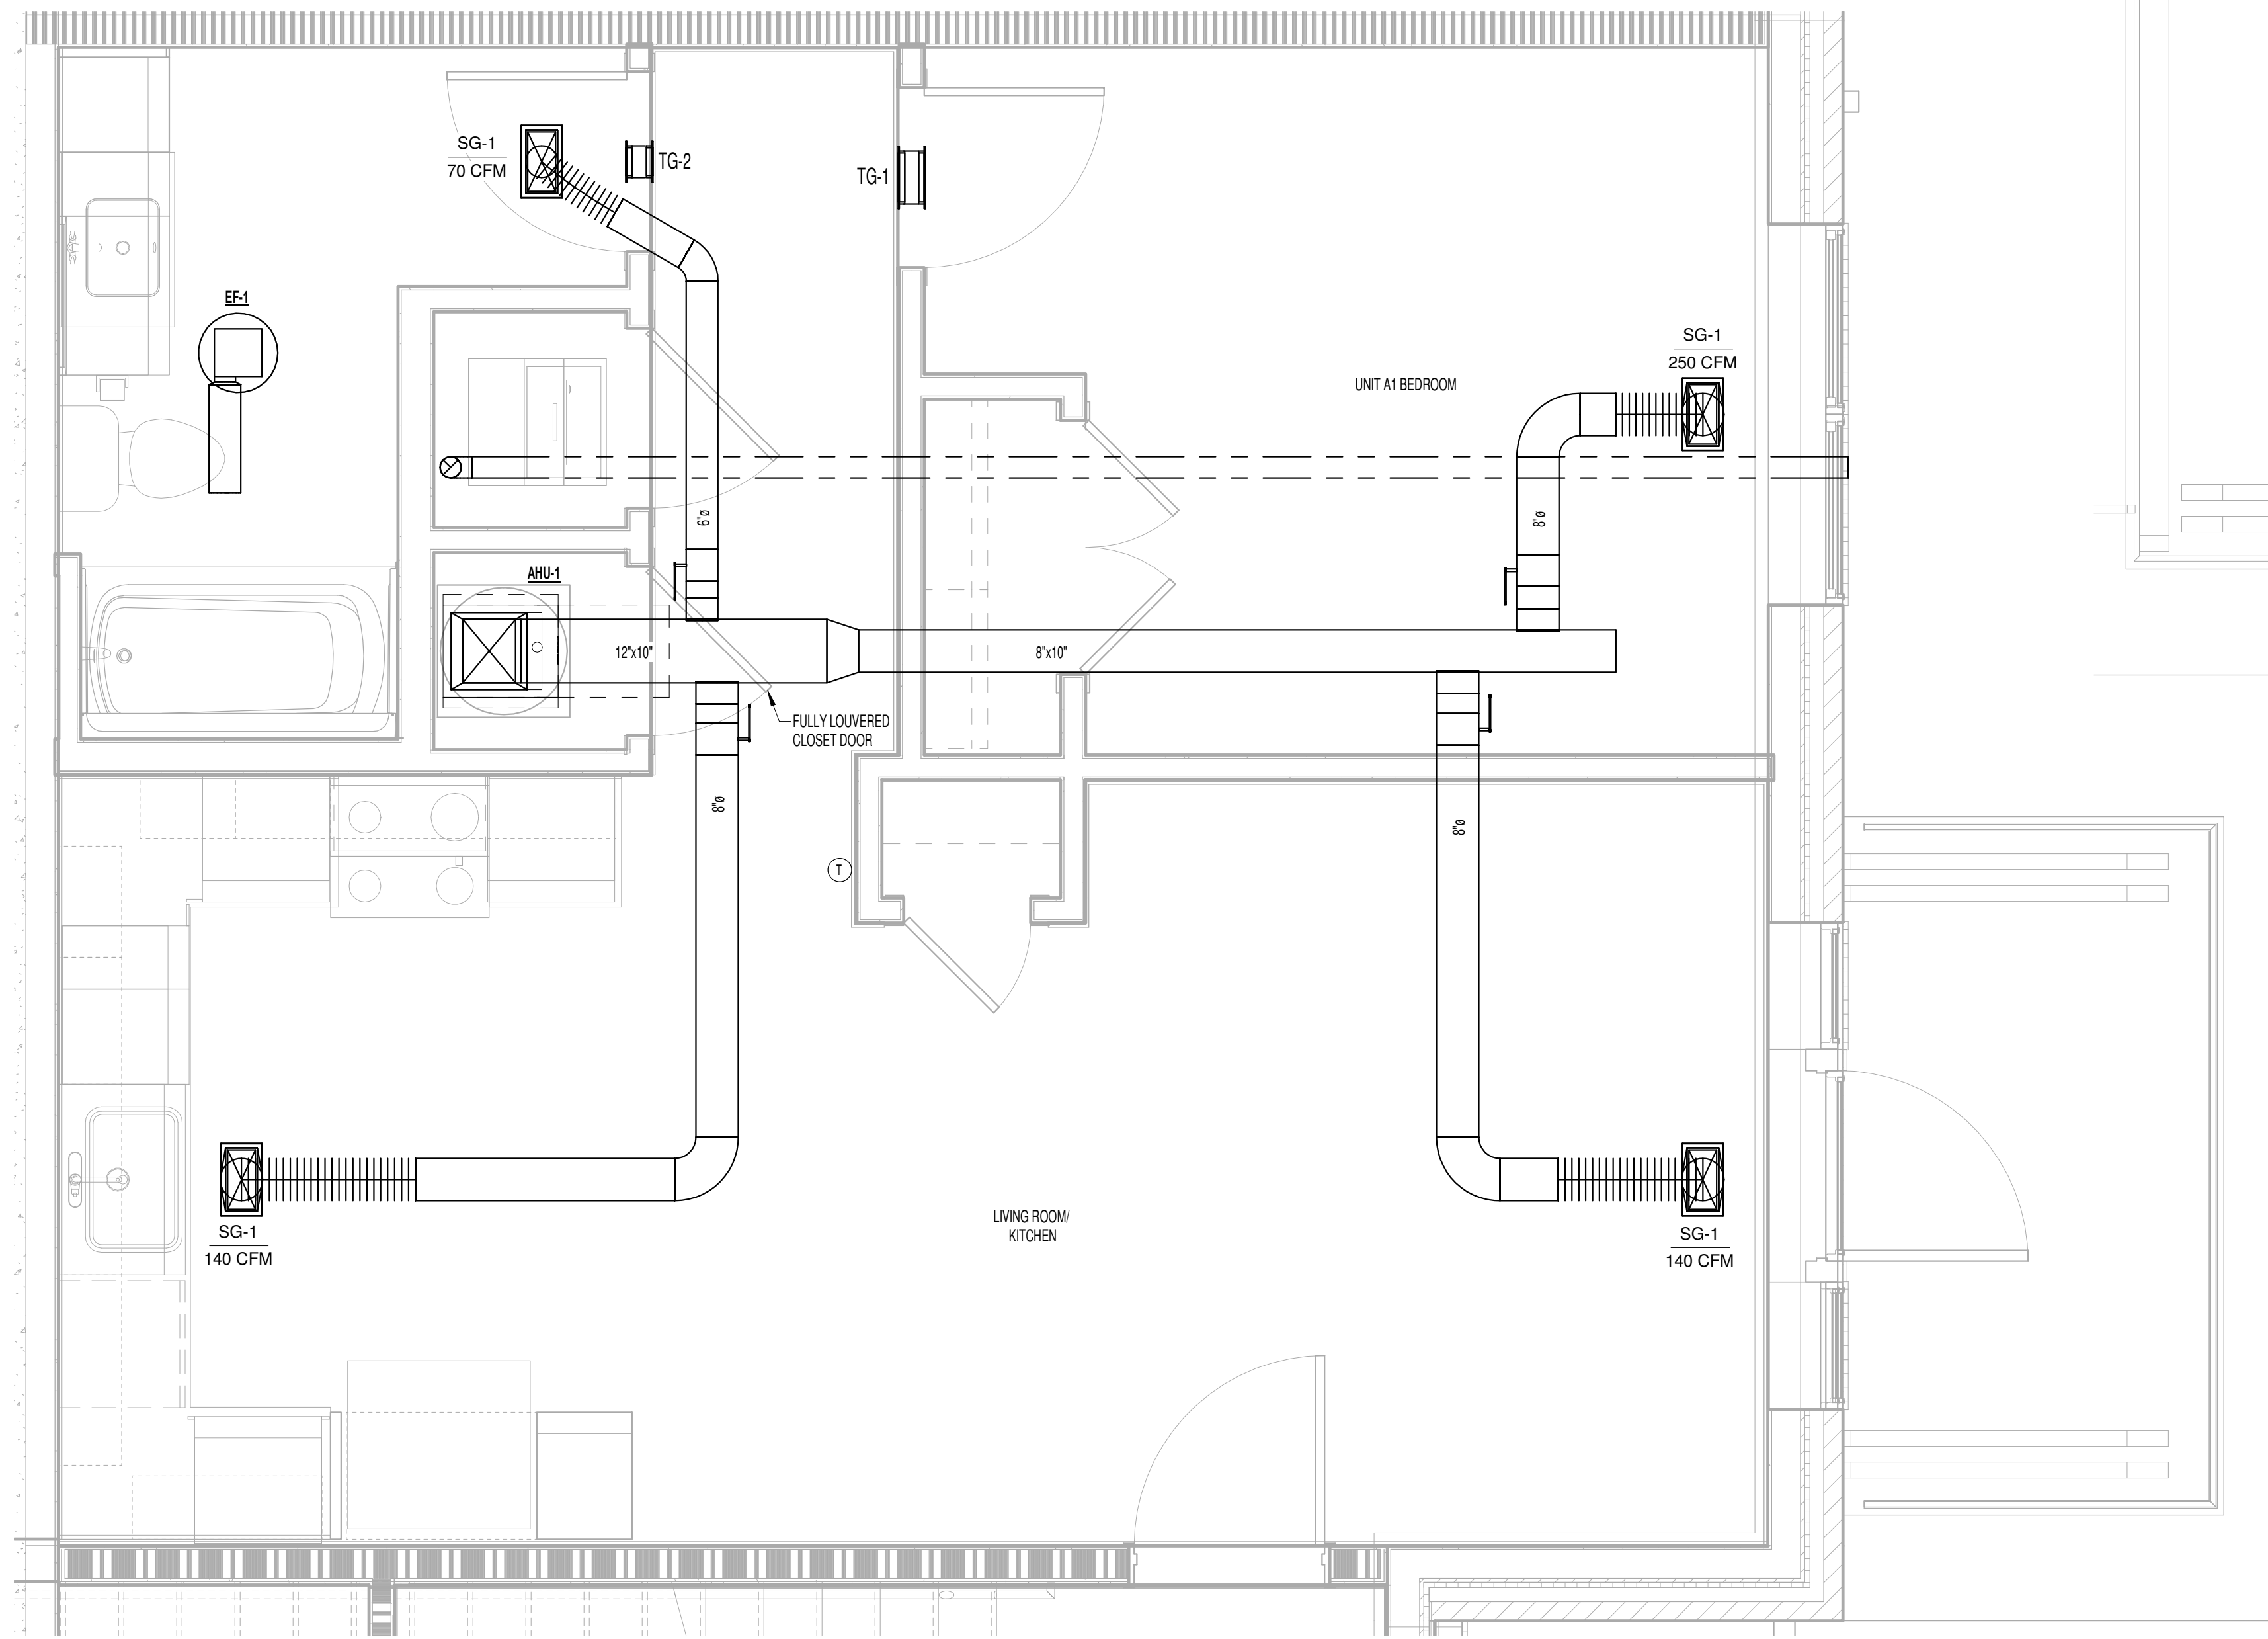 SG-1
70 CFM
TG-2
TG-1
EF-1
SG-1
250 CFM
UNIT A1 BEDROOM
6"ø
8"ø
AHU-1
12"x10"
8"x10"
FULLY LOUVERED
CLOSET DOOR
8"ø
8"ø
T
LIVING ROOM/
KITCHEN
SG-1
140 CFM
SG-1
140 CFM